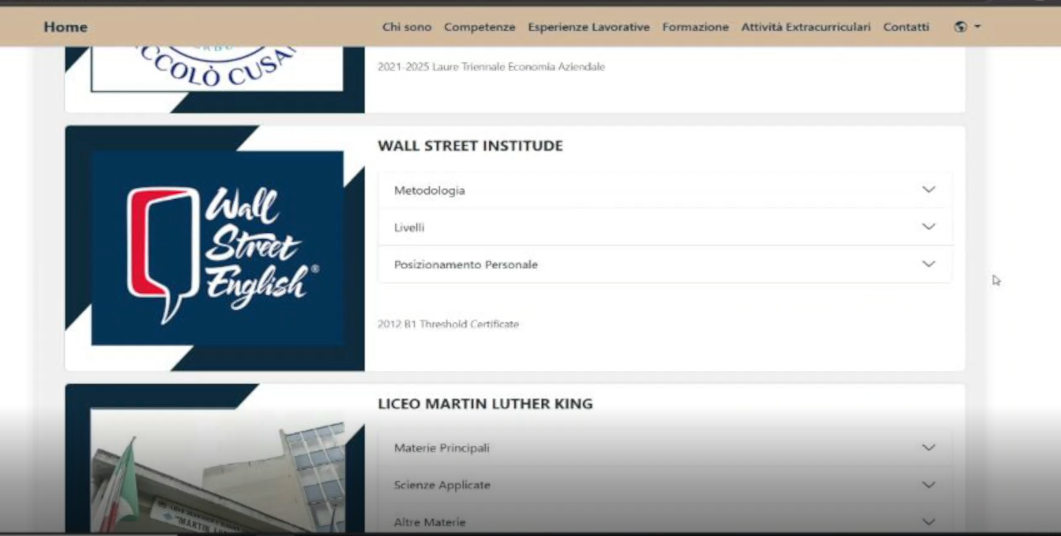 Home
Chi sono Competenze Esperienze Lavorative Formazione Attività Extracurriculari Contatti
CCOLÒ CUSA
2021-2025 Laure Triennale Economia Aziendale
WALL STREET INSTITUDE
Wall
Street
English®
Metodologia
Livelli
Posizionamento Personale
2012 B1 Threshold Certificate
LICEO MARTIN LUTHER KING
Materie Principali
Scienze Applicate
Altre Materie